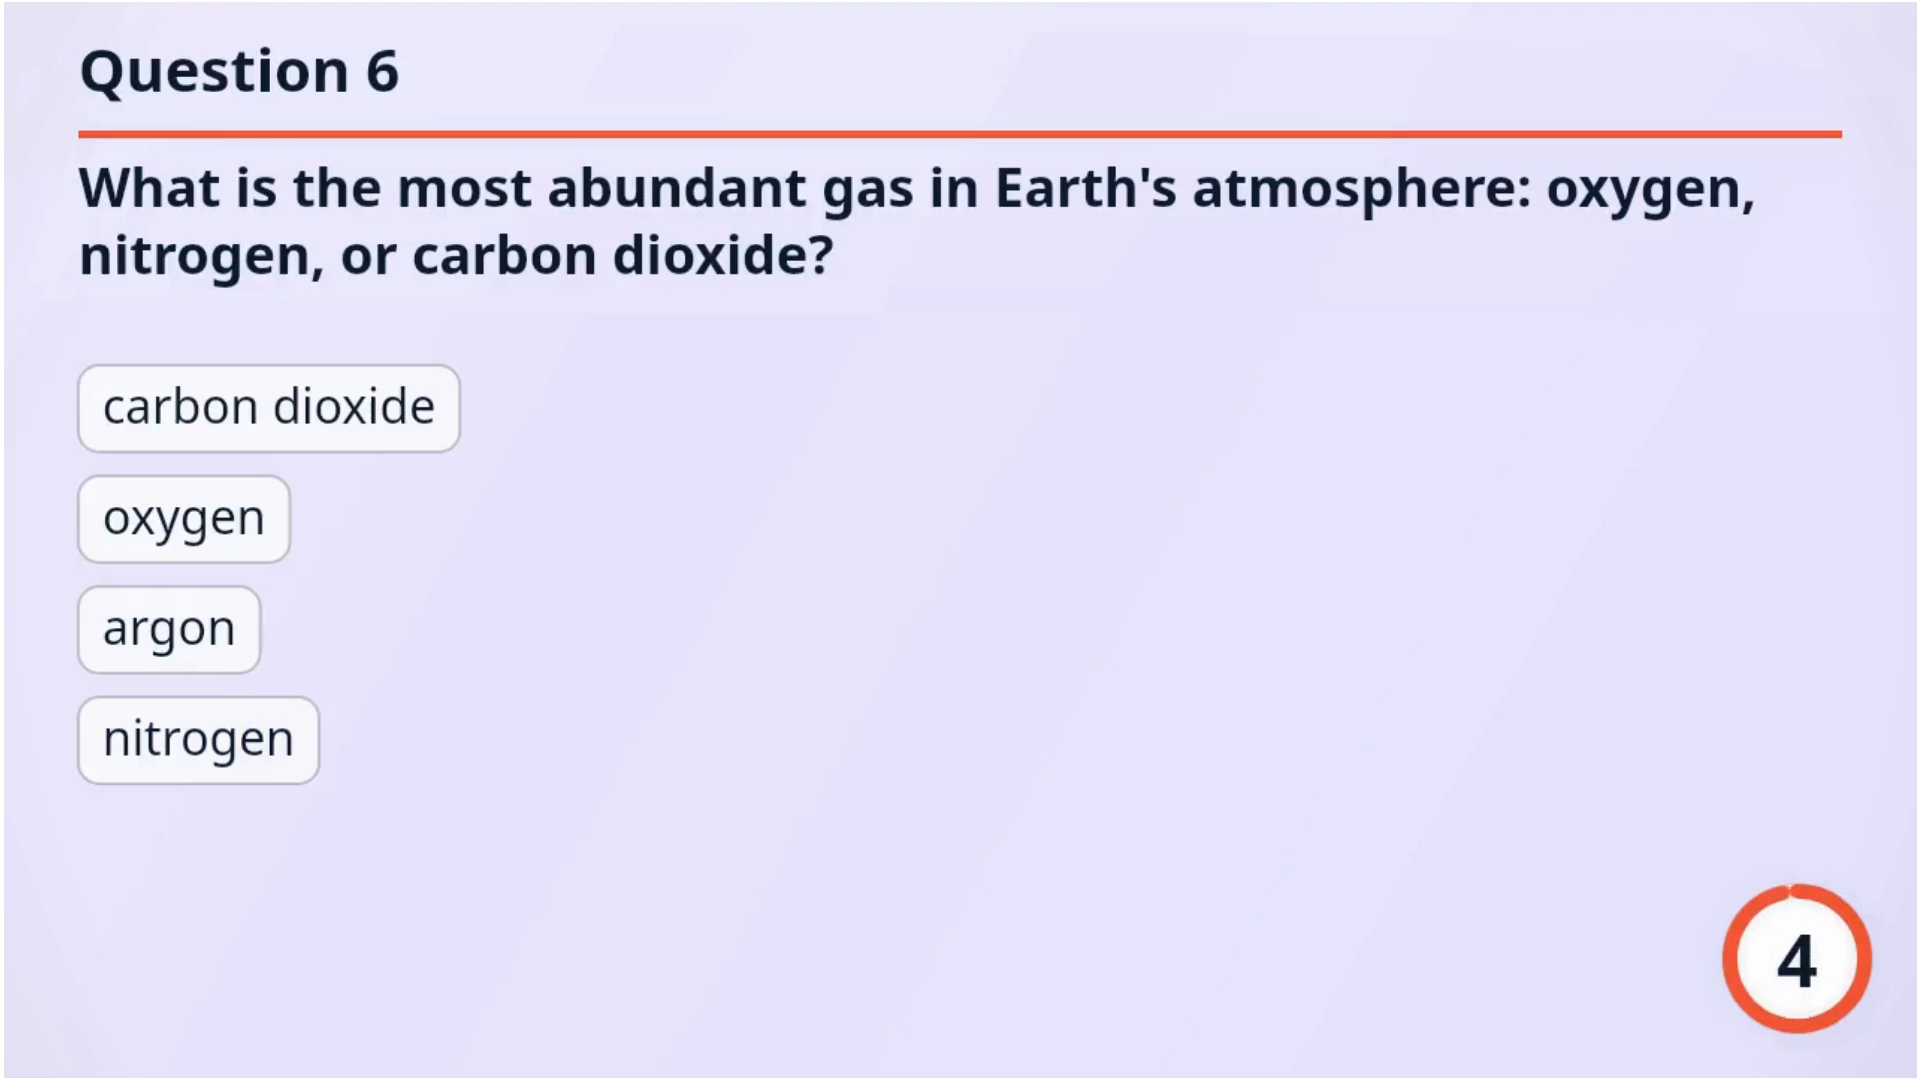 Question 6
What is the most abundant gas in Earth's atmosphere: oxygen,
nitrogen, or carbon dioxide?
carbon dioxide
oxygen
argon
nitrogen
4